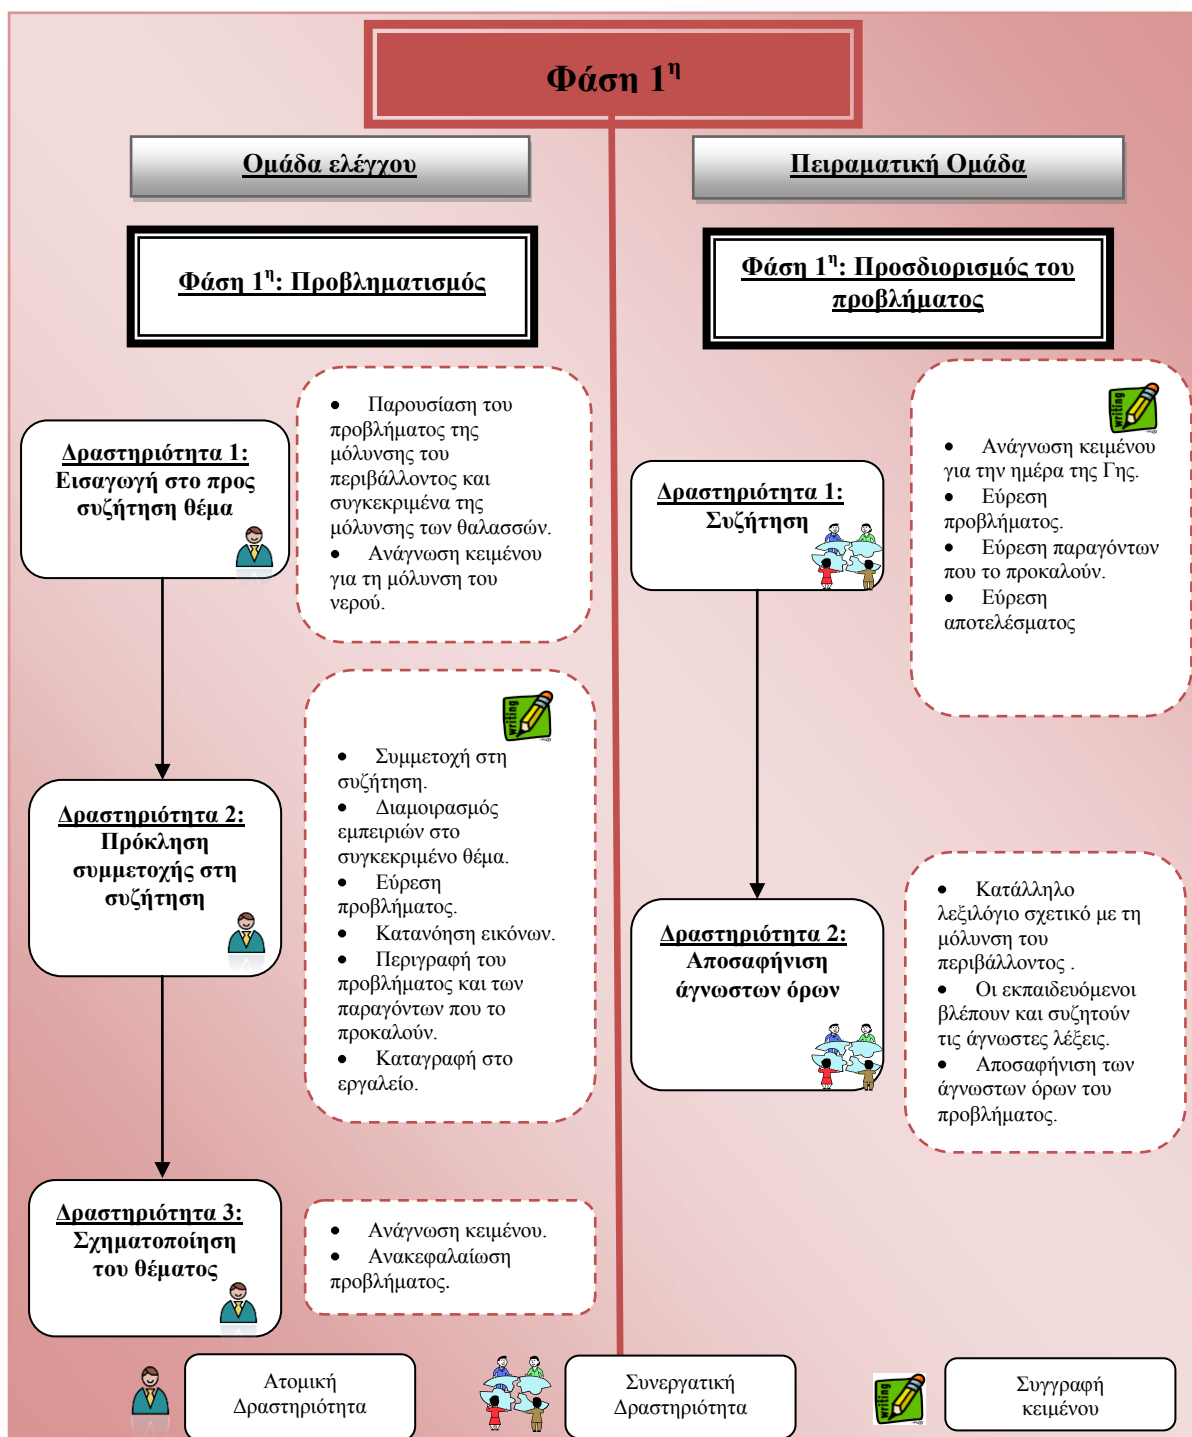 Φάση 1η
Ομάδα ελέγχου
Φάση 1η: Προβληματισμός
Δραστηριότητα 1:
Εισαγωγή στο προς
συζήτηση θέμα
• Παρουσίαση του
προβλήματος της
μόλυνσης του
περιβάλλοντος και
συγκεκριμένα της
μόλυνσης των θαλασσών.
• Ανάγνωση κειμένου
για τη μόλυνση του
νερού.
Δραστηριότητα 2:
Πρόκληση
συμμετοχής στη
συζήτηση
writing
• Συμμετοχή στη
συζήτηση.
• Διαμοιρασμός
εμπειριών στο
συγκεκριμένο θέμα.
• Εύρεση
προβλήματος.
• Κατανόηση εικόνων.
• Περιγραφή του
προβλήματος και των
παραγόντων που το
προκαλούν.
• Καταγραφή στο
εργαλείο.
Δραστηριότητα 3:
Σχηματοποίηση
του θέματος
• Ανάγνωση κειμένου.
• Ανακεφαλαίωση
προβλήματος.
Πειραματική Ομάδα
Φάση 1η: Προσδιορισμός του
προβλήματος
Δραστηριότητα 1:
Συζήτηση
writing
• Ανάγνωση κειμένου
για την ημέρα της Γης.
• Εύρεση
προβλήματος.
• Εύρεση παραγόντων
που το προκαλούν.
• Εύρεση
αποτελέσματος
Δραστηριότητα 2:
Αποσαφήνιση
άγνωστων όρων
• Κατάλληλο
λεξιλόγιο σχετικό με τη
μόλυνση του
περιβάλλοντος .
• Οι εκπαιδευόμενοι
βλέπουν και συζητούν
τις άγνωστες λέξεις.
• Αποσαφήνιση των
άγνωστων όρων του
προβλήματος.
Ατομική
Δραστηριότητα
Συνεργατική
Δραστηριότητα
writing
Συγγραφή
κειμένου